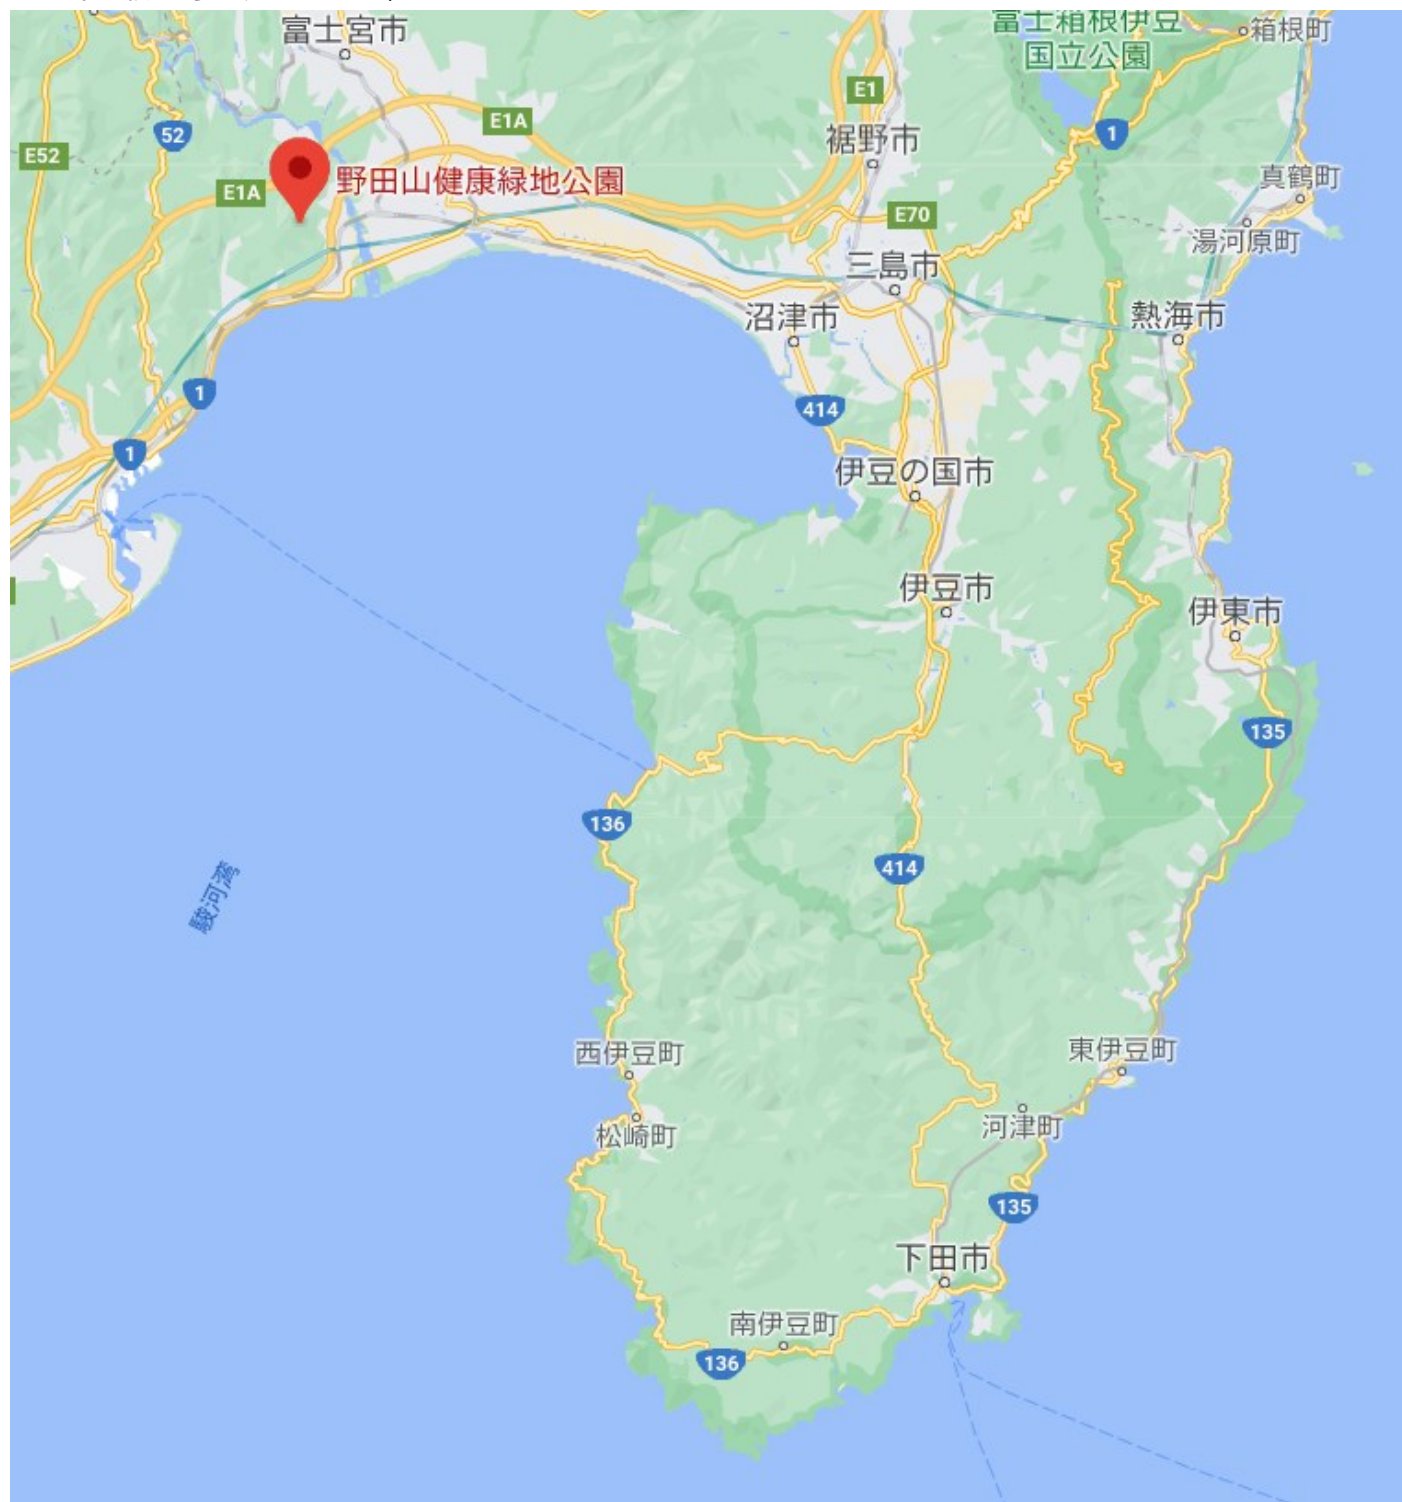 富士宮市
富士箱根伊豆
国立公園
箱根町
E1
E1A
52
1
裾野市
E52
野田山健康緑地公園
E1A
真鶴町
E70
湯河原町
三島市
沼津市
熱海市
1
414
1
伊豆の国市
伊豆市
伊東市
135
136
414
駿河湾
西伊豆町
東伊豆町
松崎町
河津町
135
下田市
南伊豆町
136